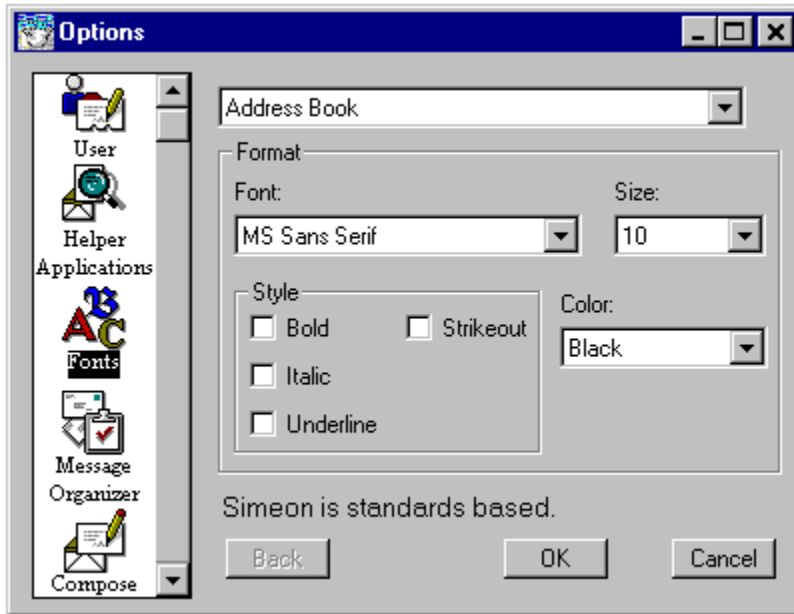 Options
User
Helper
Applications
Fonts
Message
Organizer
Compose
Address Book
Format
Font:
Size:
MS Sans Serif
10
Style
Color:
Bold
Strikeout
Black
Italic
Underline
Simeon is standards based.
Back
OK
Cancel